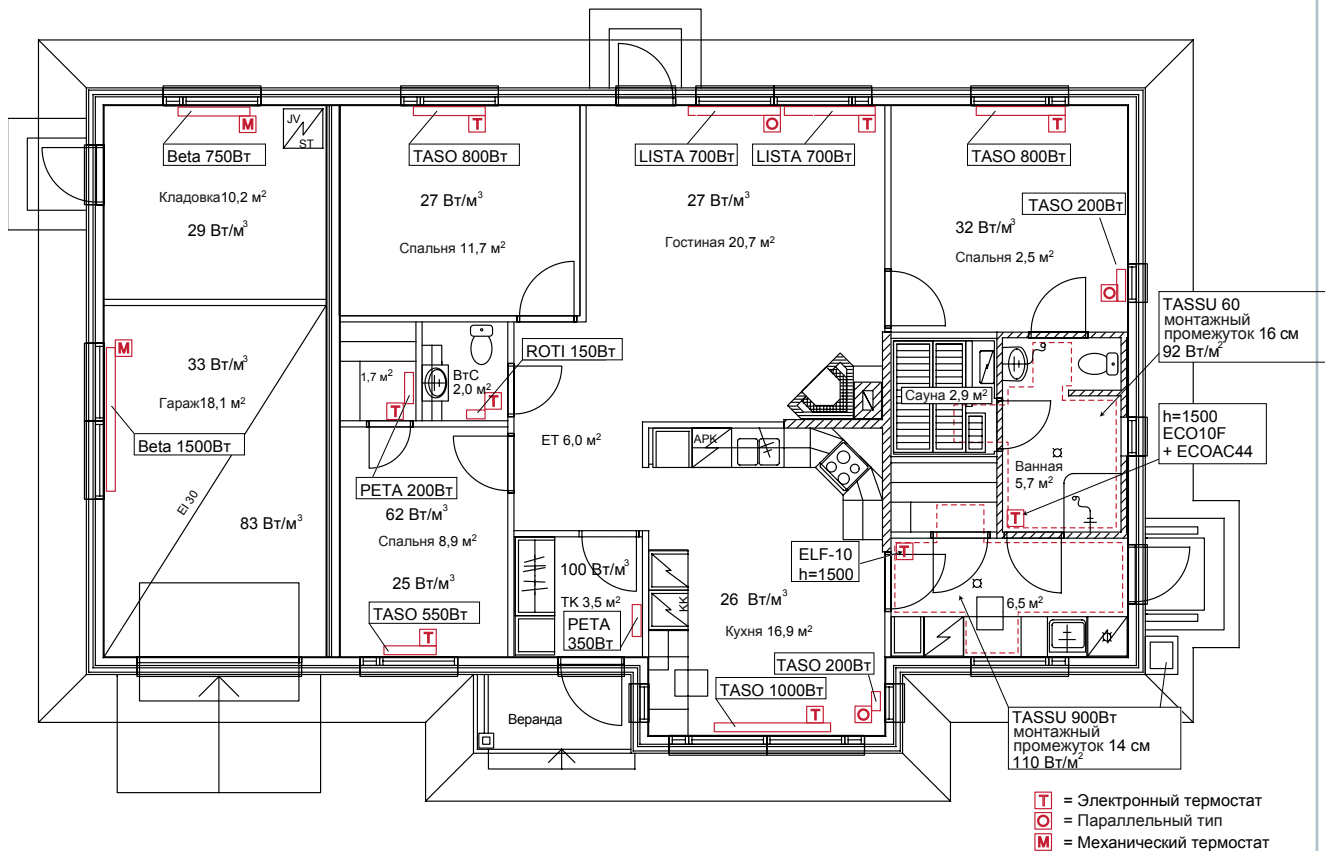 JV
ST
M
T
O
T
T
Beta 750Вт
TASO 800Вт
LISTA 700Вт
LISTA 700Вт
TASO 800Вт
Кладовка10,2 м²
29 Вт/м³
27 Вт/м³
Спальня 11,7 м²
27 Вт/м³
Гостиная 20,7 м²
TASO 200Вт
32 Вт/м³
Спальня 2,5 м²
O
TASSU 60
монтажный
промежуток 16 см
92 Вт/м²
M
33 Вт/м³
Гараж18,1 м²
Beta 1500Вт
EI 30
83 Вт/м³
1,7 м²
T
ВтС
2,0 м²
T
ROTI 150Вт
Сауна 2,9 м²
h=1500
ECO10F
+ ECOAC44
ET 6,0 м²
АРК
Ванная
5,7 м²
T
PETA 200Вт
62 Вт/м³
Спальня 8,9 м²
25 Вт/м³
TASO 550Вт
T
100 Вт/м³
ТК 3,5 м²
PETA
350Вт
KK
26 Вт/м³
Кухня 16,9 м²
ELF-10
h=1500
T
6,5 м²
TASO 200Вт
TASO 1000Вт
T
O
Веранда
TASSU 900Вт
монтажный
промежуток 14 см
110 Вт/м²
T = Электронный термостат
O = Параллельный тип
M = Механический термостат